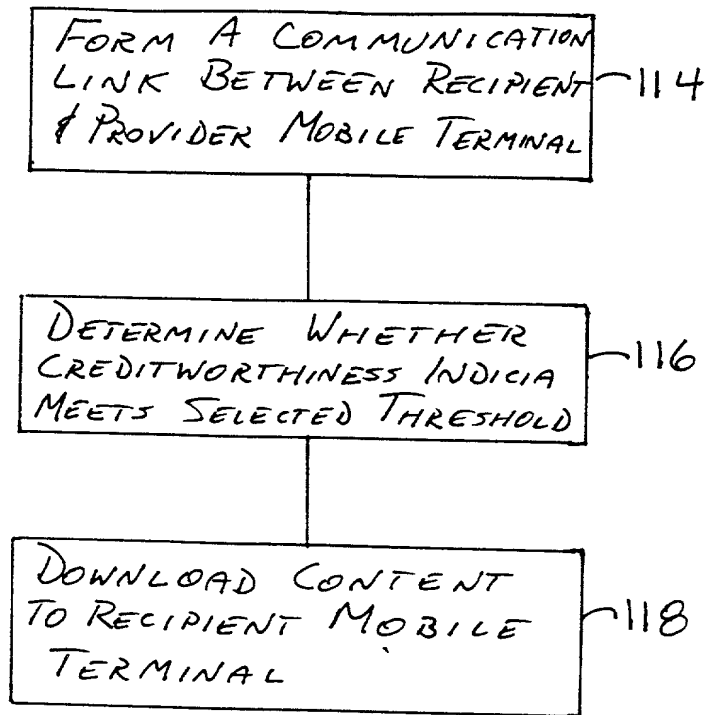 FORM A COMMUNICATION
LINK BETWEEN RECIPIENT
& PROVIDER MOBILE TERMINAL
114
DETERMINE WHETHER
CREDITWORTHINESS INDICIA
MEETS SELECTED THRESHOLD
116
DOWNLOAD CONTENT
TO RECIPIENT MOBILE
TERMINAL
118